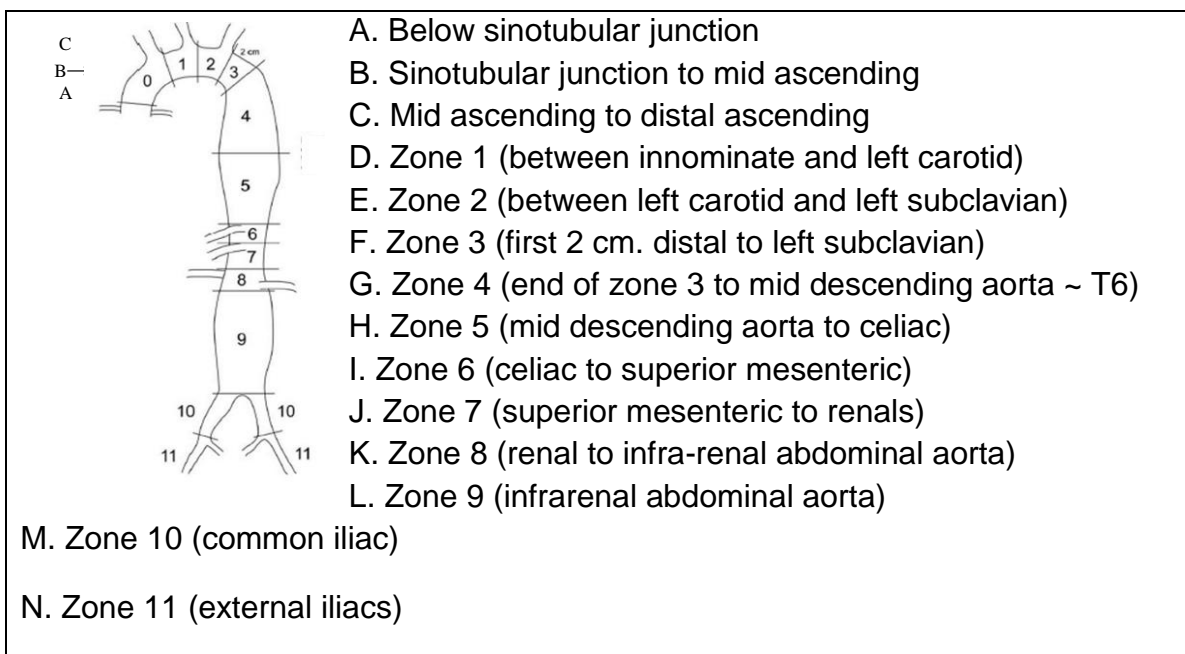 C
B—
A
0
1
2
2 cm
3
4
5
6
7
8
9
10
10
11
11
A. Below sinotubular junction
B. Sinotubular junction to mid ascending
C. Mid ascending to distal ascending
D. Zone 1 (between innominate and left carotid)
E. Zone 2 (between left carotid and left subclavian)
F. Zone 3 (first 2 cm. distal to left subclavian)
G. Zone 4 (end of zone 3 to mid descending aorta ~ T6)
H. Zone 5 (mid descending aorta to celiac)
I. Zone 6 (celiac to superior mesenteric)
J. Zone 7 (superior mesenteric to renals)
K. Zone 8 (renal to infra-renal abdominal aorta)
L. Zone 9 (infrarenal abdominal aorta)
M. Zone 10 (common iliac)
N. Zone 11 (external iliacs)